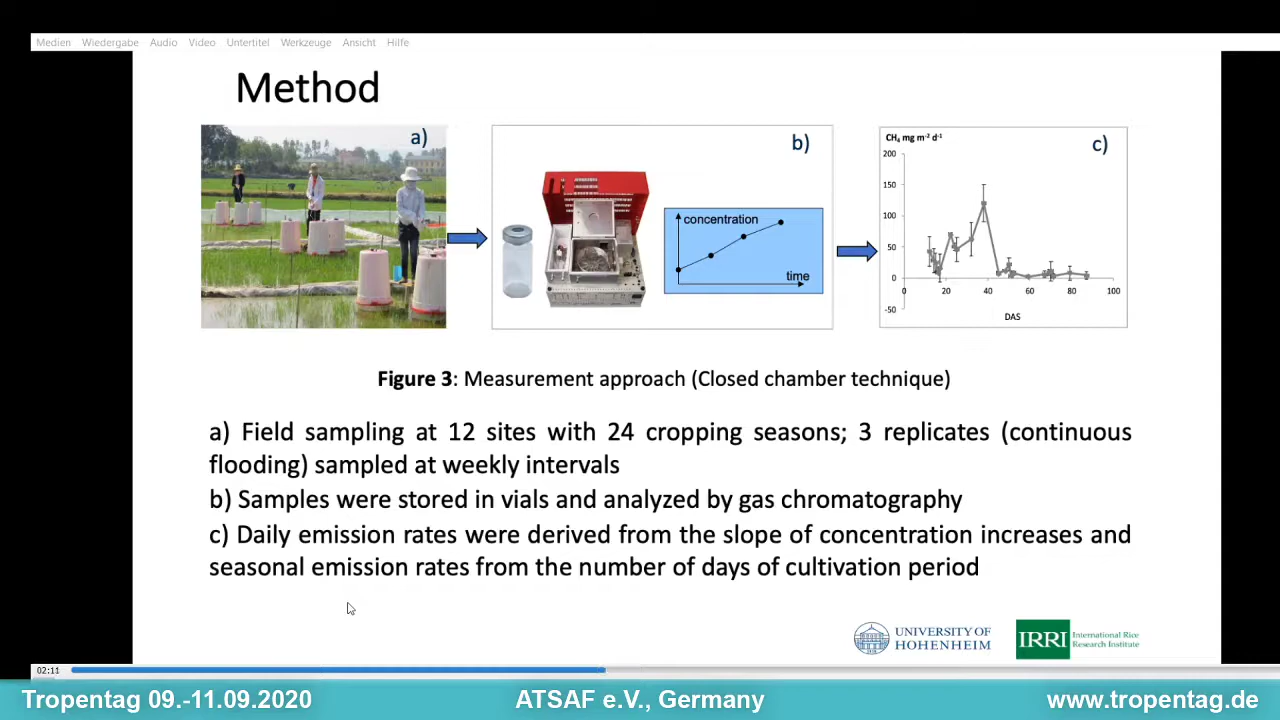 Medien Wiedergabe Audio Video Untertitel Werkzeuge Ansicht Hilfe
Method
a)
b)
concentration
time
c)
CH₄ mg m⁻² d⁻¹
200
150
100
50
0
-50
0 20 40 60 80 100
DAS
Figure 3: Measurement approach (Closed chamber technique)
a) Field sampling at 12 sites with 24 cropping seasons; 3 replicates (continuous
flooding) sampled at weekly intervals
b) Samples were stored in vials and analyzed by gas chromatography
c) Daily emission rates were derived from the slope of concentration increases and
seasonal emission rates from the number of days of cultivation period
UNIVERSITY OF
HOHENHEIM
IRRI
International Rice
Research Institute
02:11
Tropentag 09.-11.09.2020 ATSAF e.V., Germany www.tropentag.de